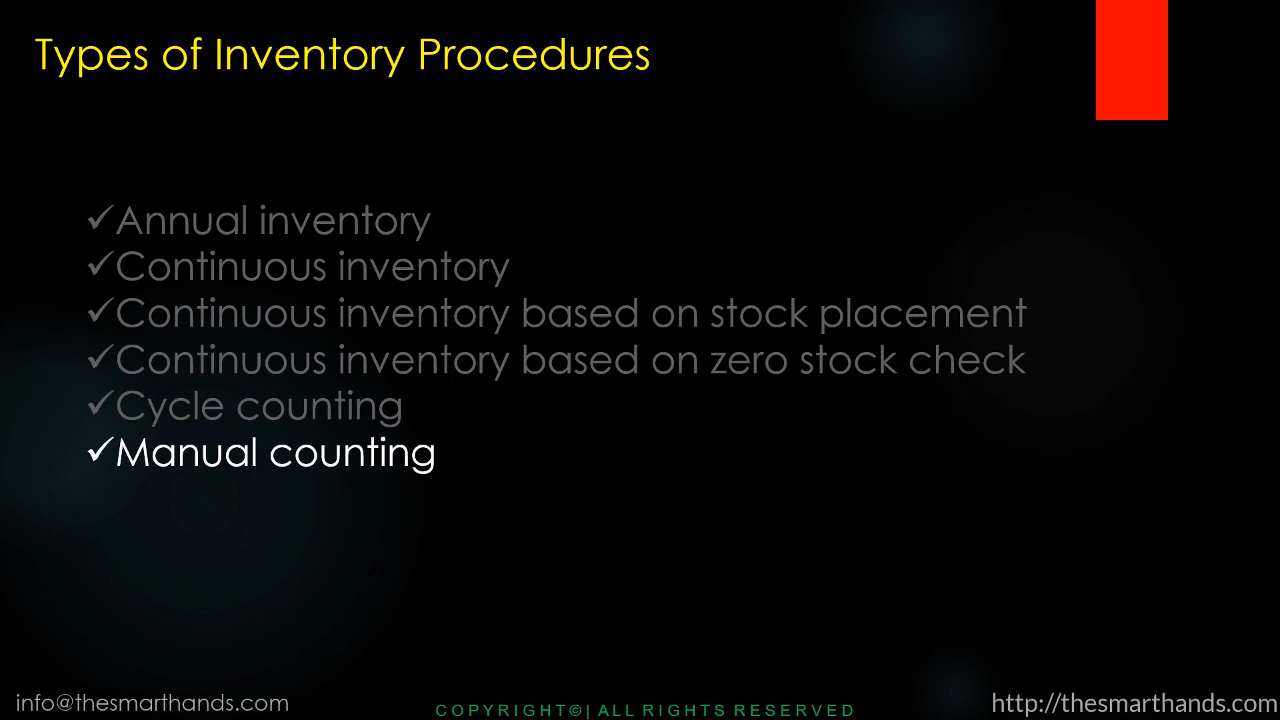 Types of Inventory Procedures
✓Annual inventory
✓Continuous inventory
✓Continuous inventory based on stock placement
✓Continuous inventory based on zero stock check
✓Cycle counting
✓Manual counting
info@thesmarthands.com
COPYRIGHT©| ALL RIGHTS RESERVED
http://thesmarthands.com